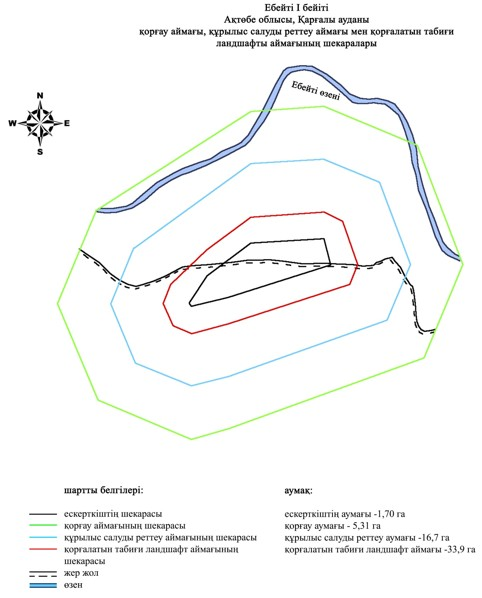 Ебейті I бейіті
Ақтөбе облысы, Қарғалы ауданы
қорғау аймағы, құрылыс салуды реттеу аймағы мен қорғалатын табиғи
ландшафты аймағының шекаралары
Ебейті өзені
N
W E
S
шартты белгілері:
ескерткіштің шекарасы
қорғау аймағының шекарасы
құрылыс салуды реттеу аймағының шекарасы
қорғалатын табиғи ландшафт аймағының
шекарасы
жер жол
өзен
аумақ:
ескерткіштің аумағы -1,70 га
қорғау аумағы - 5,31 га
құрылыс салуды реттеу аумағы -16,7 га
қорғалатын табиғи ландшафт аймағы -33,9 га